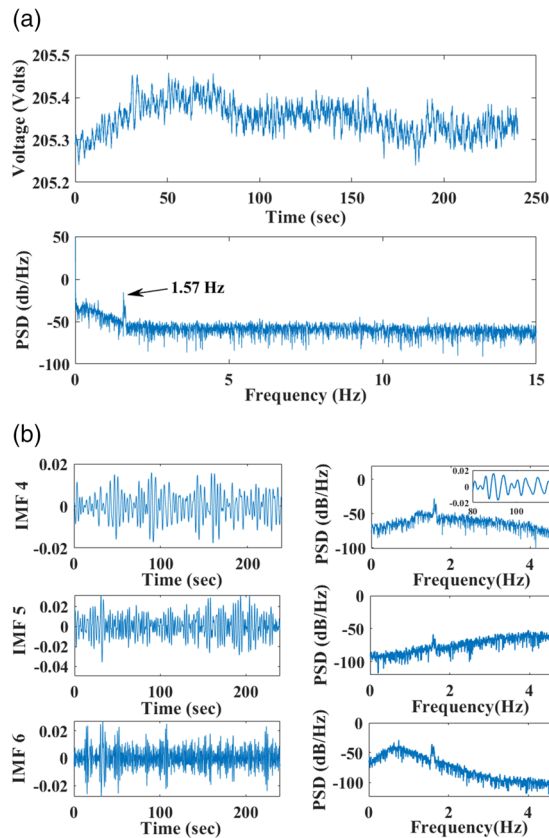 (a)
205.5
205.4
205.3
205.2
Voltage (Volts)
0 50 100 150 200 250
Time (sec)
50
0
-50
-100
PSD (db/Hz)
1.57 Hz
5 10 15
Frequency (Hz)
(b)
IMF 4
0.02
0
-0.02
0 100 200
Time (sec)
PSD (dB/Hz)
0
-50
-100
0.02
0
-0.02
80 100
0 2 4
Frequency(Hz)
IMF 5
0.02
0
-0.02
-0.04
0 100 200
Time (sec)
PSD (dB/Hz)
0
-50
-100
0 2 4
Frequency(Hz)
IMF 6
0.02
0
-0.02
0 100 200
Time (sec)
PSD (dB/Hz)
0
-50
-100
0 2 4
Frequency(Hz)